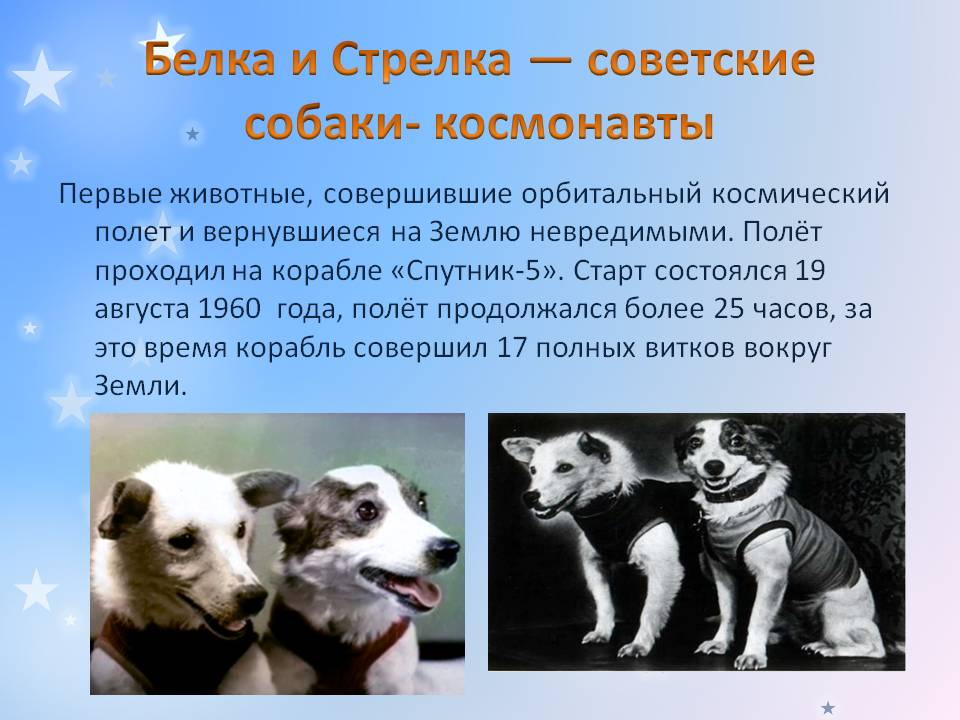 Белка и Стрелка — советские
собаки- космонавты
Первые животные, совершившие орбитальный космический
полет и вернувшиеся на Землю невредимыми. Полёт
проходил на корабле «Спутник-5». Старт состоялся 19
августа 1960  года, полёт продолжался более 25 часов, за
это время корабль совершил 17 полных витков вокруг
Земли.